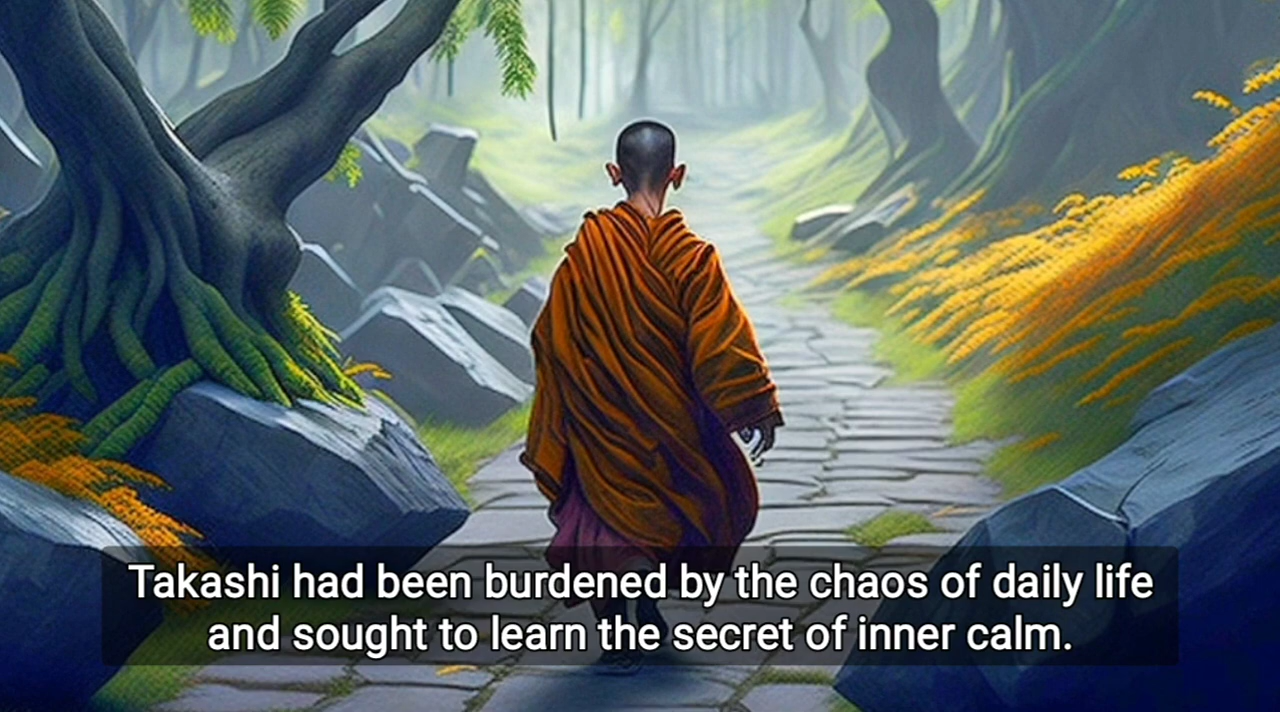 Takashi had been burdened by the chaos of daily life
and sought to learn the secret of inner calm.